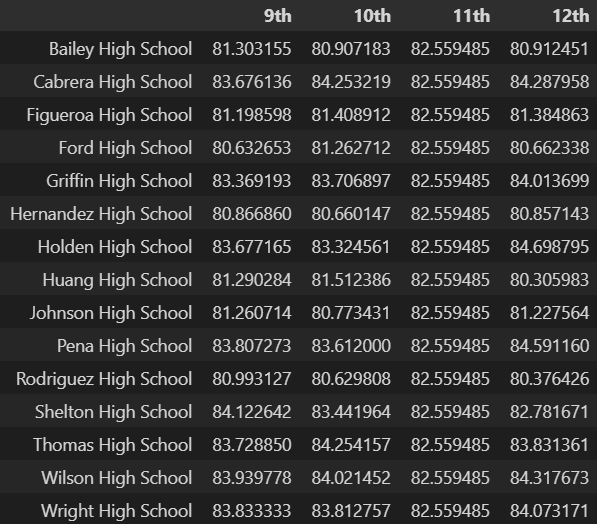 9th 10th 11th 12th
Bailey High School 81.303155 80.907183 82.559485 80.912451
Cabrera High School 83.676136 84.253219 82.559485 84.287958
Figueroa High School 81.198598 81.408912 82.559485 81.384863
Ford High School 80.632653 81.262712 82.559485 80.662338
Griffin High School 83.369193 83.706897 82.559485 84.013699
Hernandez High School 80.866860 80.660147 82.559485 80.857143
Holden High School 83.677165 83.324561 82.559485 84.698795
Huang High School 81.290284 81.512386 82.559485 80.305983
Johnson High School 81.260714 80.773431 82.559485 81.227564
Pena High School 83.807273 83.612000 82.559485 84.591160
Rodriguez High School 80.993127 80.629808 82.559485 80.376426
Shelton High School 84.122642 83.441964 82.559485 82.781671
Thomas High School 83.728850 84.254157 82.559485 83.831361
Wilson High School 83.939778 84.021452 82.559485 84.317673
Wright High School 83.833333 83.812757 82.559485 84.073171